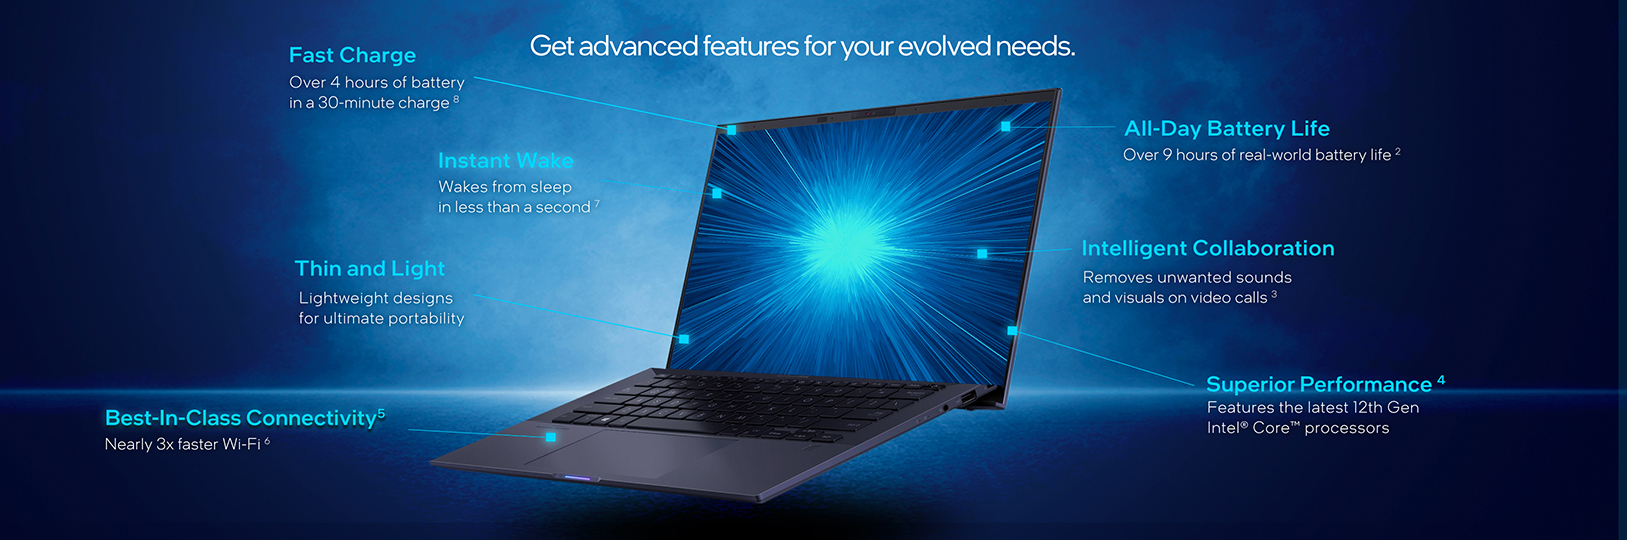 Get advanced features for your evolved needs.
Fast Charge
Over 4 hours of battery
in a 30-minute charge 8
Instant Wake
Wakes from sleep
in less than a second 7
Thin and Light
Lightweight designs
for ultimate portability
Best-In-Class Connectivity5
Nearly 3x faster Wi-Fi 6
All-Day Battery Life
Over 9 hours of real-world battery life 2
Intelligent Collaboration
Removes unwanted sounds
and visuals on video calls 3
Superior Performance 4
Features the latest 12th Gen
Intel® Core™ processors